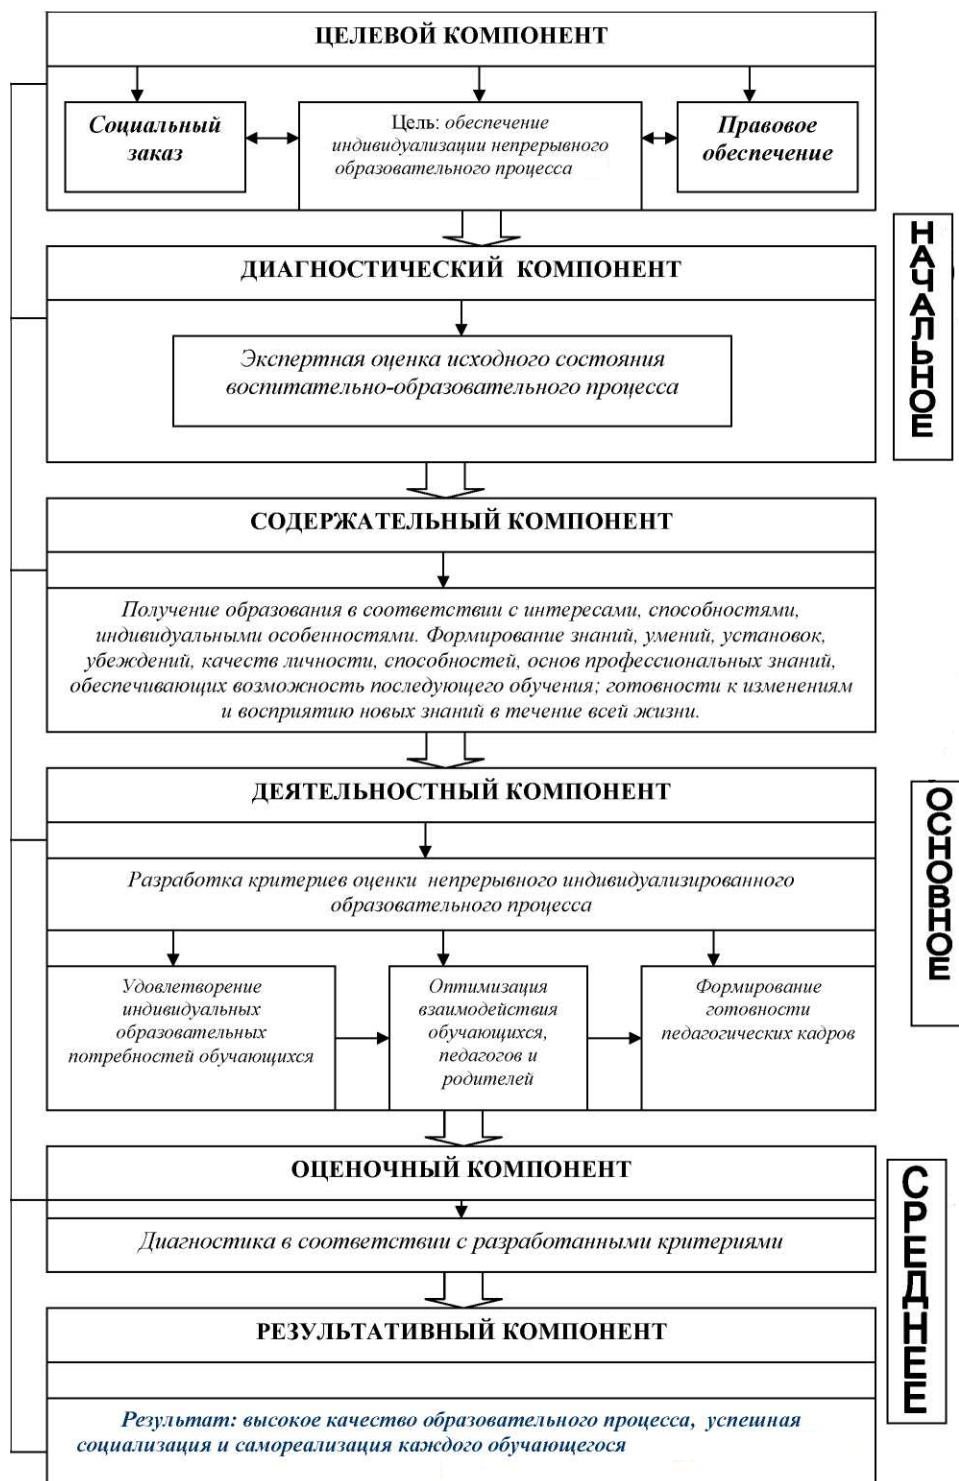 ЦЕЛЕВОЙ КОМПОНЕНТ
Социальный
заказ
Цель: обеспечение
индивидуализации непрерывного
образовательного процесса
Правовое
обеспечение
НАЧАЛЬНОЕ
ДИАГНОСТИЧЕСКИЙ КОМПОНЕНТ
Экспертная оценка исходного состояния
воспитательно-образовательного процесса
СОДЕРЖАТЕЛЬНЫЙ КОМПОНЕНТ
Получение образования в соответствии с интересами, способностями,
индивидуальными особенностями. Формирование знаний, умений, установок,
убеждений, качеств личности, способностей, основ профессиональных знаний,
обеспечивающих возможность последующего обучения; готовности к изменениям
и восприятию новых знаний в течение всей жизни.
ДЕЯТЕЛЬНОСТНЫЙ КОМПОНЕНТ
ОСНОВНОЕ
Разработка критериев оценки непрерывного индивидуализированного
образовательного процесса
Удовлетворение
индивидуальных
образовательных
потребностей обучающихся
Оптимизация
взаимодействия
обучающихся,
педагогов и
родителей
Формирование
готовности
педагогических кадров
ОЦЕНОЧНЫЙ КОМПОНЕНТ
СРЕДНЕЕ
Диагностика в соответствии с разработанными критериями
РЕЗУЛЬТАТИВНЫЙ КОМПОНЕНТ
Результат: высокое качество образовательного процесса, успешная
социализация и самореализация каждого обучающегося